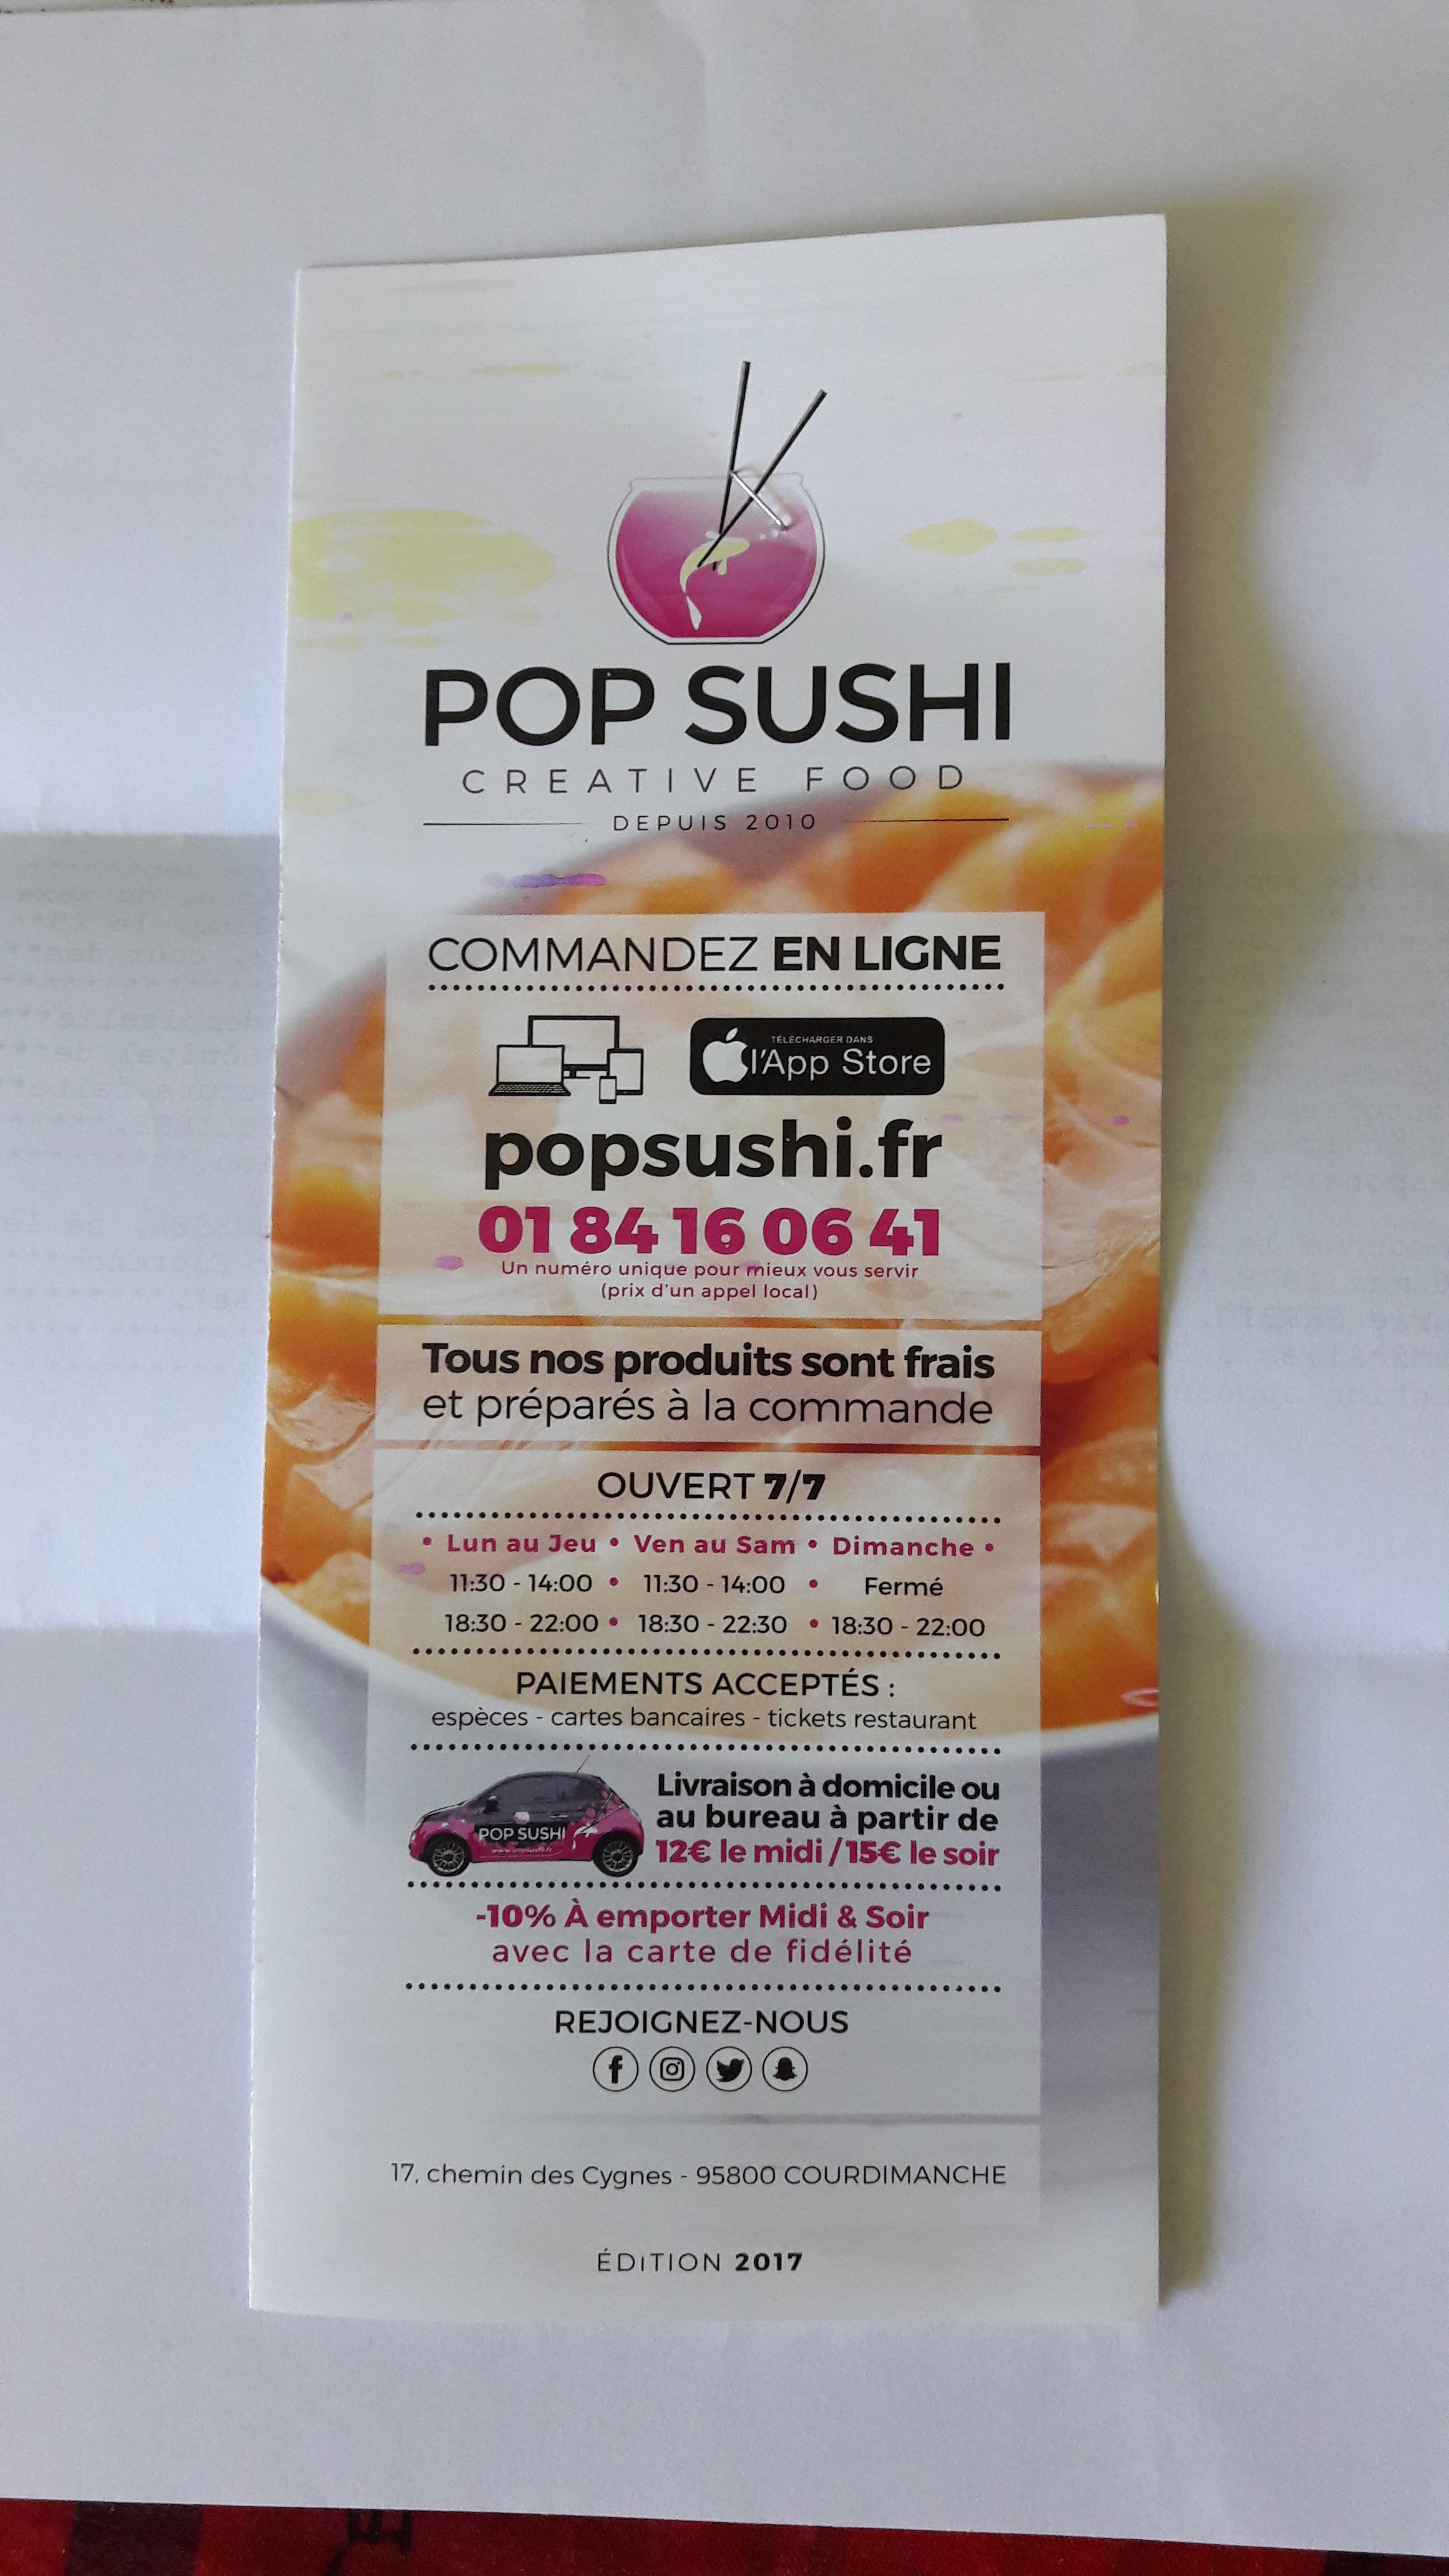 POP SUSHI
CREATIVE FOOD
DEPUIS 2010
COMMANDEZ EN LIGNE
TÉLÉCHARGER DANS
l'App Store
popsushi.fr
01 84 16 06 41
Un numéro unique pour mieux vous servir
(prix d'un appel local)
Tous nos produits sont frais
et préparés à la commande
OUVERT 7/7
• Lun au Jeu • Ven au Sam • Dimanche •
11:30 - 14:00 • 11:30 - 14:00 • Fermé
18:30 - 22:00 • 18:30 - 22:30 • 18:30 - 22:00
PAIEMENTS ACCEPTÉS :
espèces - cartes bancaires - tickets restaurant
POP SUSHI
www.popsushi.fr
Livraison à domicile ou
au bureau à partir de
12€ le midi / 15€ le soir
-10% À emporter Midi & Soir
avec la carte de fidélité
REJOIGNEZ-NOUS
17, chemin des Cygnes - 95800 COURDIMANCHE
ÉDiTION 2017